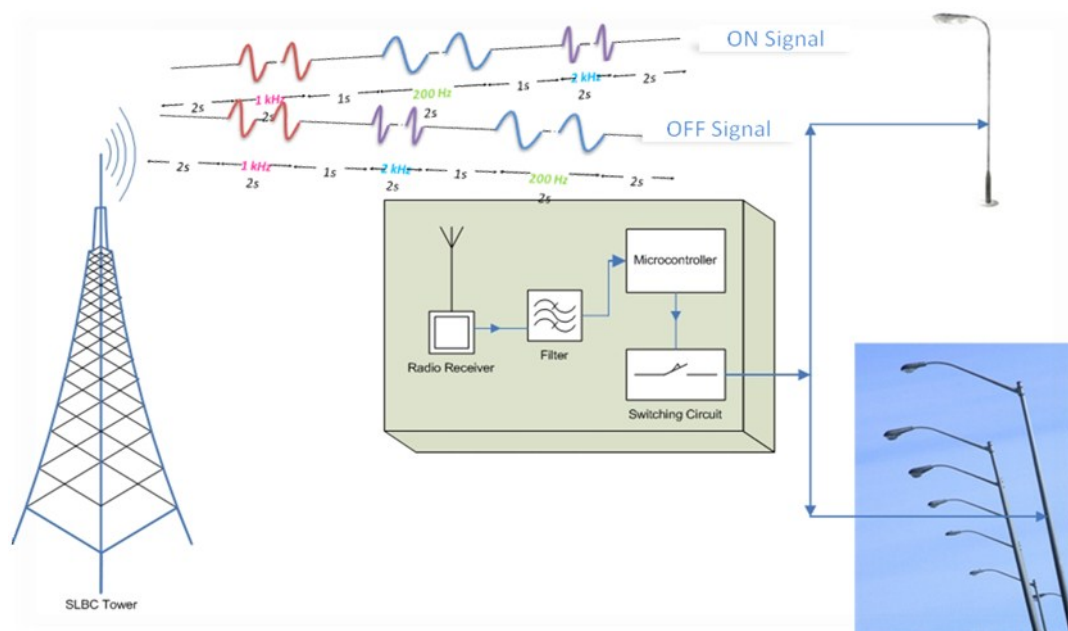 ON Signal
2s 1 kHz 1s 200 Hz 1s 2 kHz 2s
2s 2s 2s
OFF Signal
2s 1 kHz 1s 2 kHz 1s 200 Hz 2s
2s 2s 2s
Microcontroller
Radio Receiver
Filter
Switching Circuit
SLBC Tower